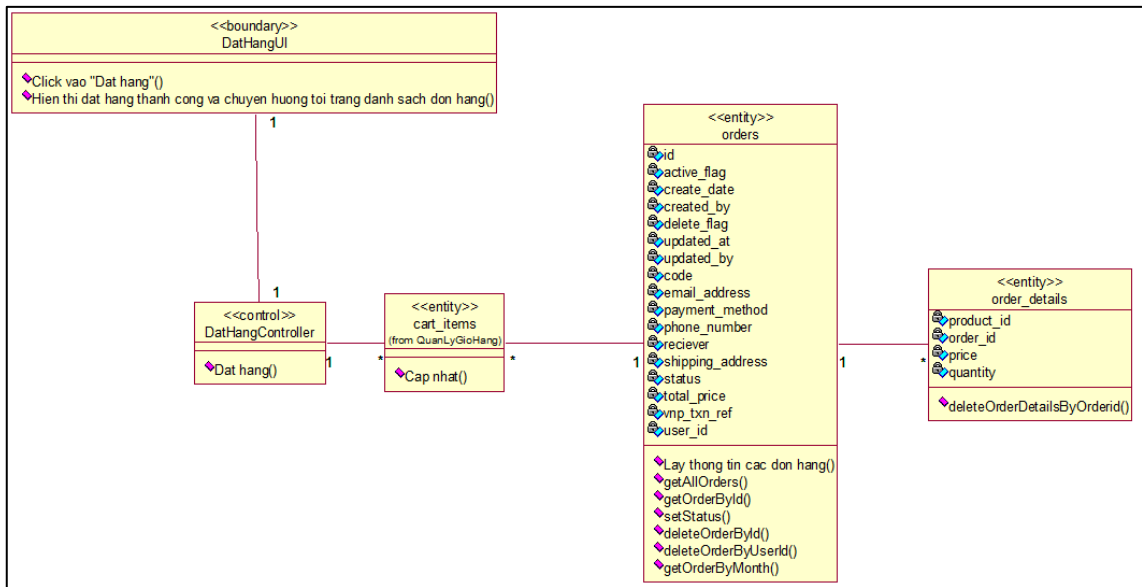 <<boundary>>
DatHangUI
Click vao "Dat hang"()
Hien thi dat hang thanh cong va chuyen huong toi trang danh sach don hang()
1
1
<<control>>
DatHangController
Dat hang()
1
*
<<entity>>
cart_items
(from QuanLyGioHang)
Cap nhat()
*
1
<<entity>>
orders
id
active_flag
create_date
created_by
delete_flag
updated_at
updated_by
code
email_address
payment_method
phone_number
reciever
shipping_address
status
total_price
vnp_txn_ref
user_id
Lay thong tin cac don hang()
getAllOrders()
getOrderById()
setStatus()
deleteOrderById()
deleteOrderByUserId()
getOrderByMonth()
1
*
<<entity>>
order_details
product_id
order_id
price
quantity
deleteOrderDetailsByOrderid()